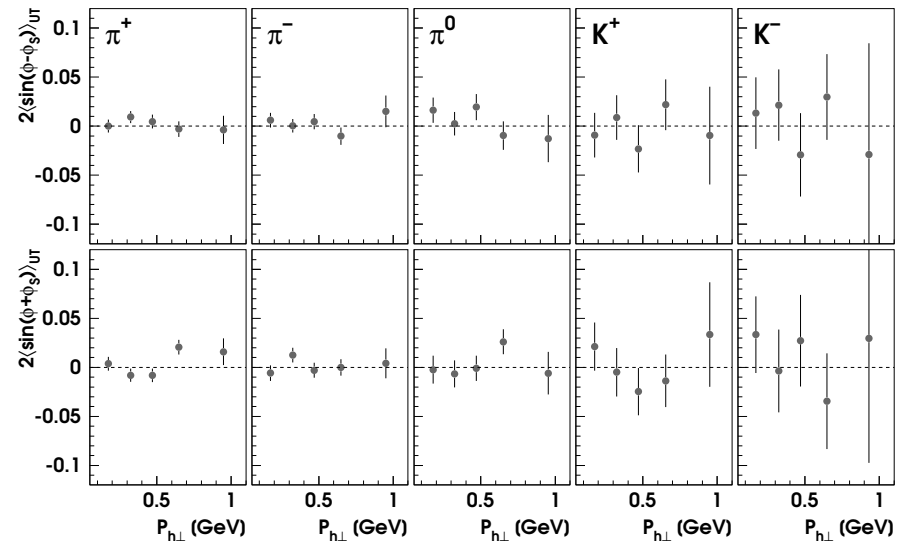 π+ π− π0 K+ K−
2⟨sin(φ-φS)⟩UT
0.1
0.05
0
-0.05
-0.1
2⟨sin(φ+φS)⟩UT
0.1
0.05
0
-0.05
-0.1
0.5 1 0.5 1 0.5 1 0.5 1 0.5 1
Ph⊥ (GeV) Ph⊥ (GeV) Ph⊥ (GeV) Ph⊥ (GeV) Ph⊥ (GeV)